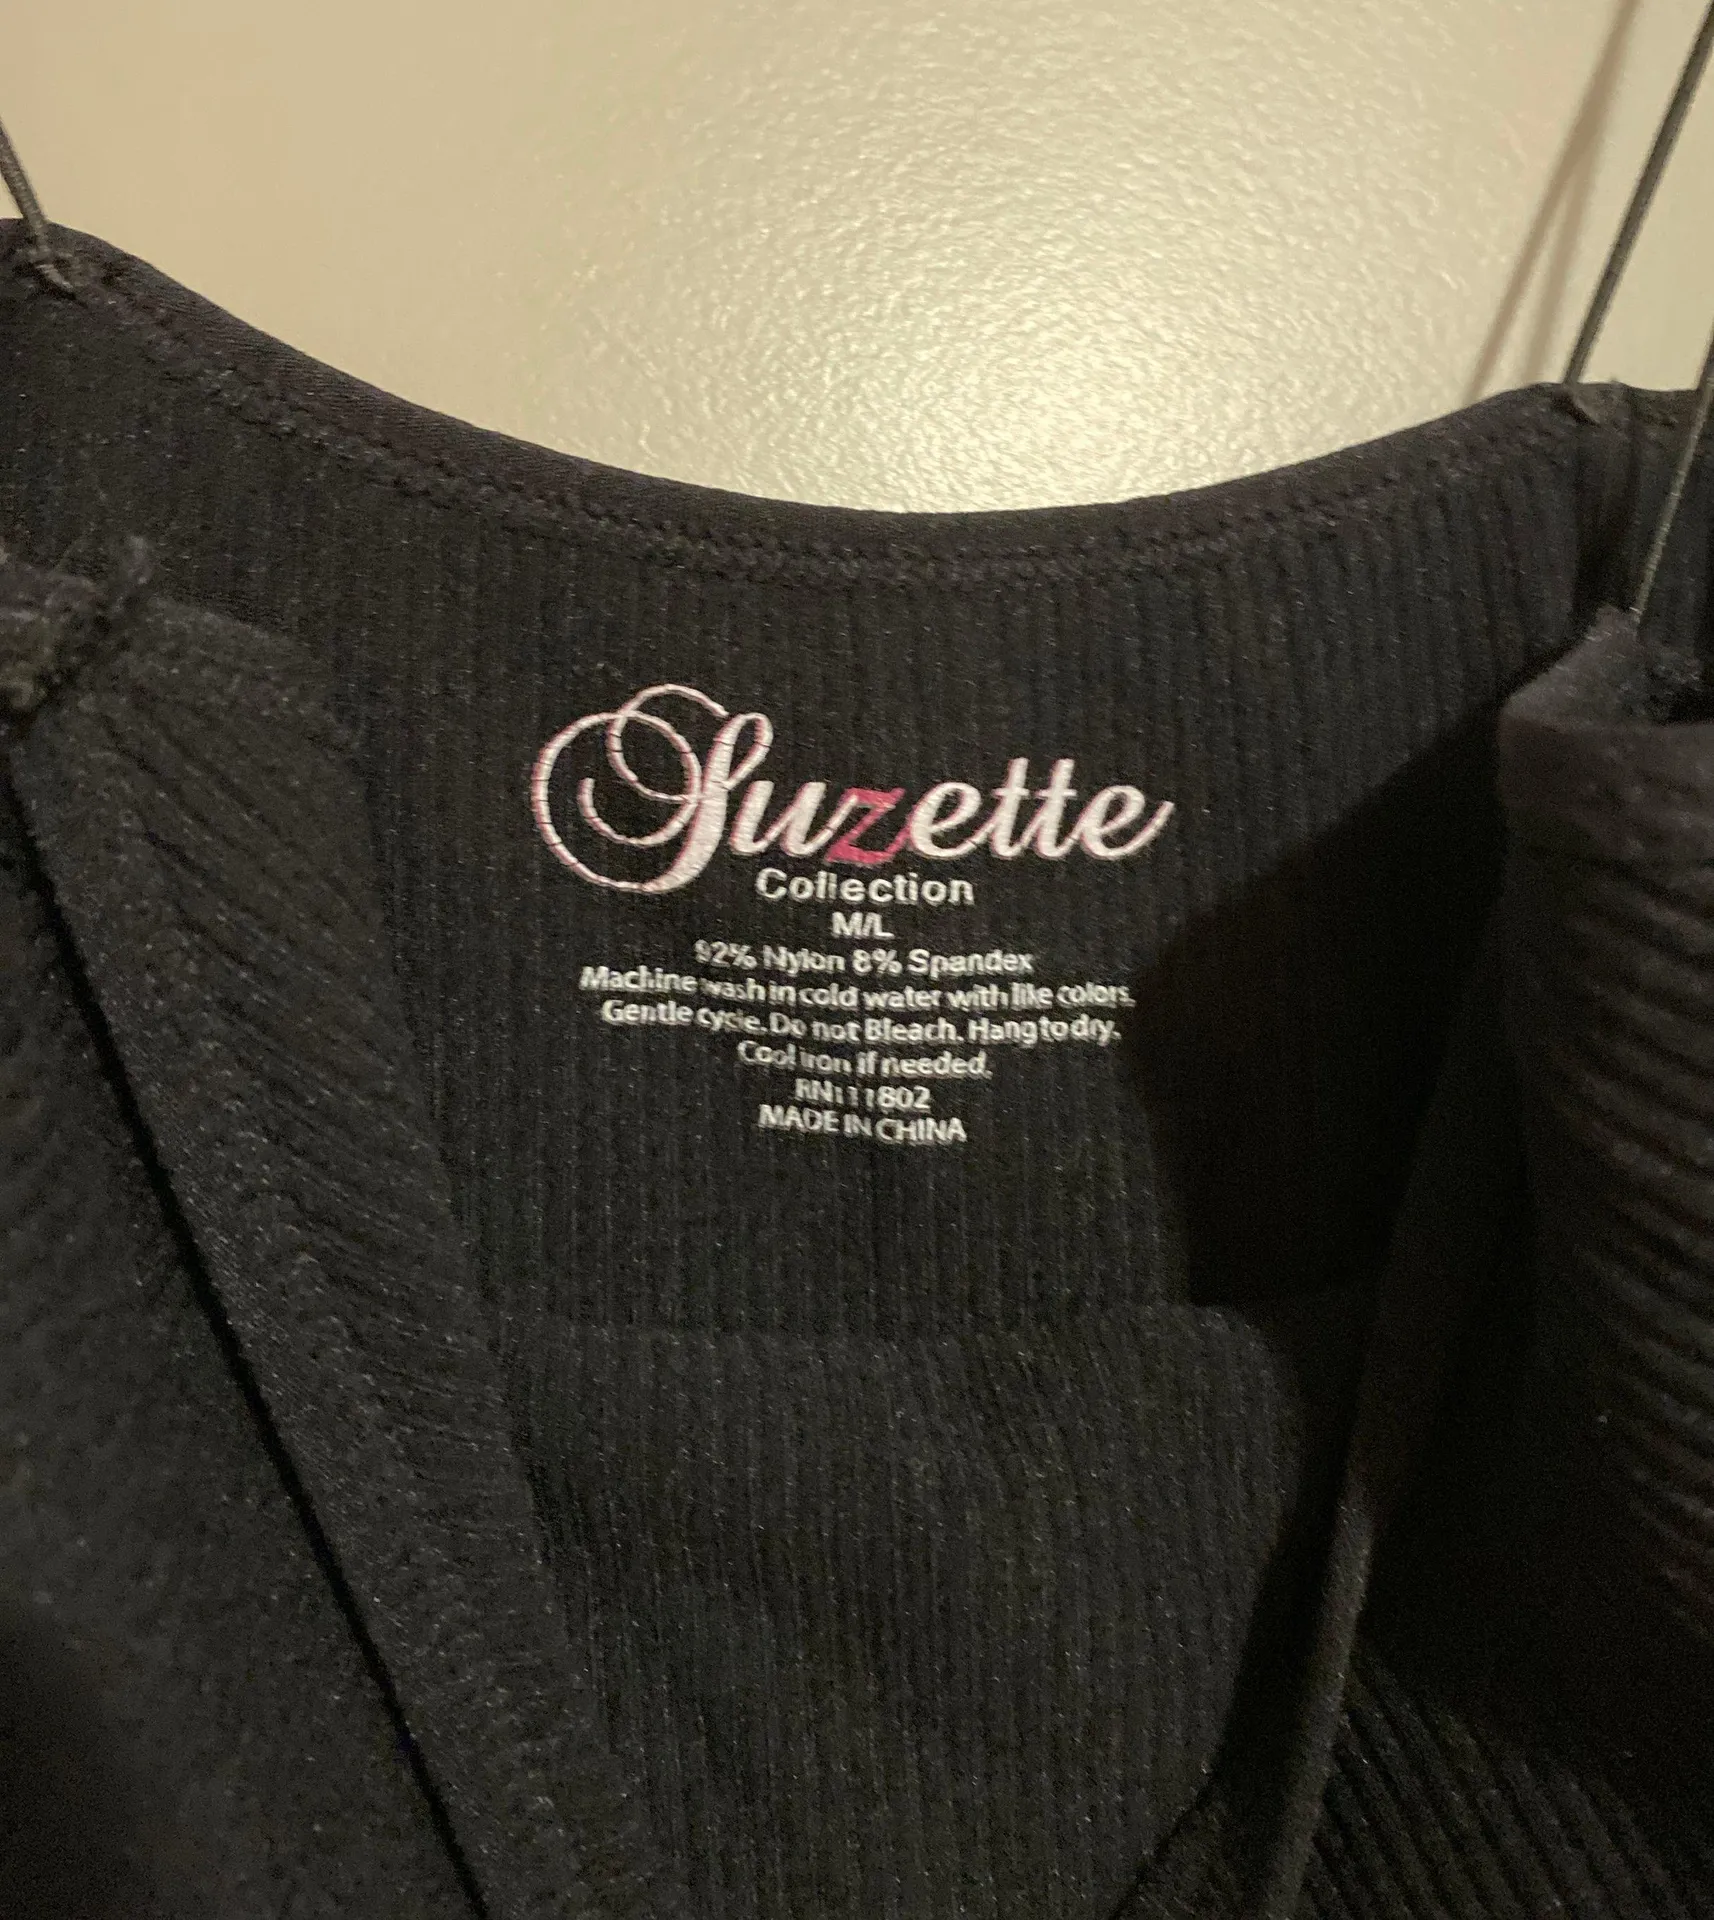 Suzette
Collection
M/L
92% Nylon 8% Spandex
Machine wash in cold water with like colors.
Gentle cycle. Do not Bleach. Hang to dry.
Cool iron if needed.
RN111802
MADE IN CHINA